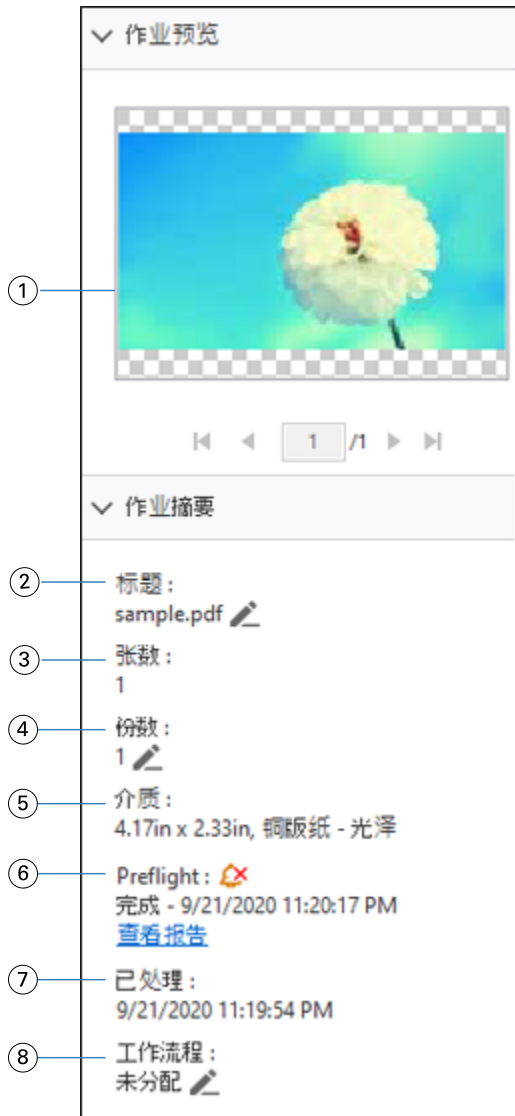 作业预览
①
1 /1
作业摘要
② 标题：
sample.pdf
③ 张数：
1
④ 份数：
1
⑤ 介质：
4.17in x 2.33in, 铜版纸 - 光泽
⑥ Preflight：
完成 - 9/21/2020 11:20:17 PM
查看报告
⑦ 已处理：
9/21/2020 11:19:54 PM
⑧ 工作流程：
未分配